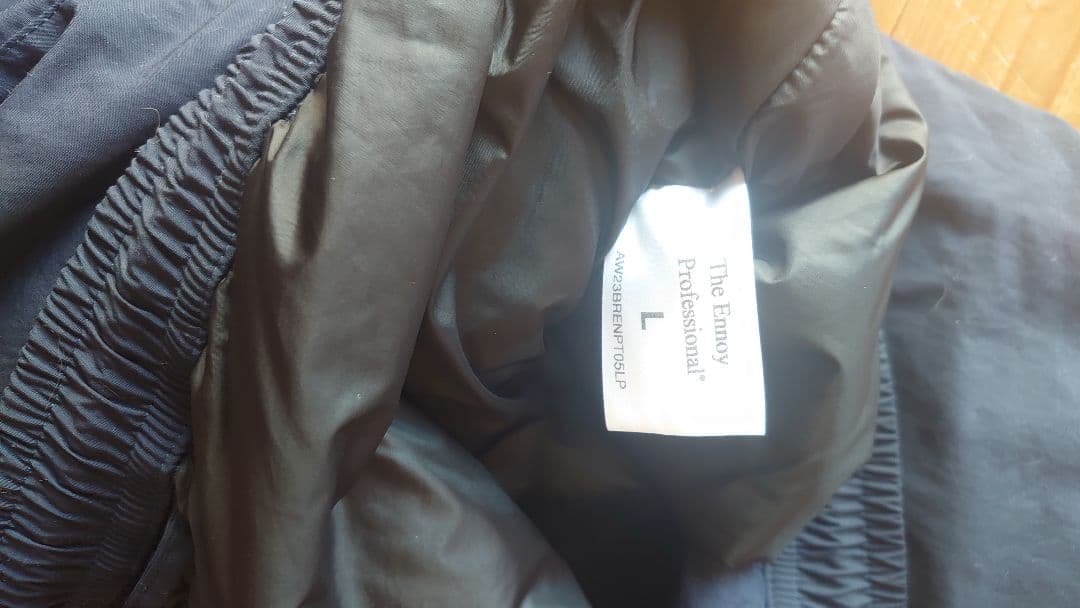 The Ennoy
Professional®
L
AW23BRENPT05LP